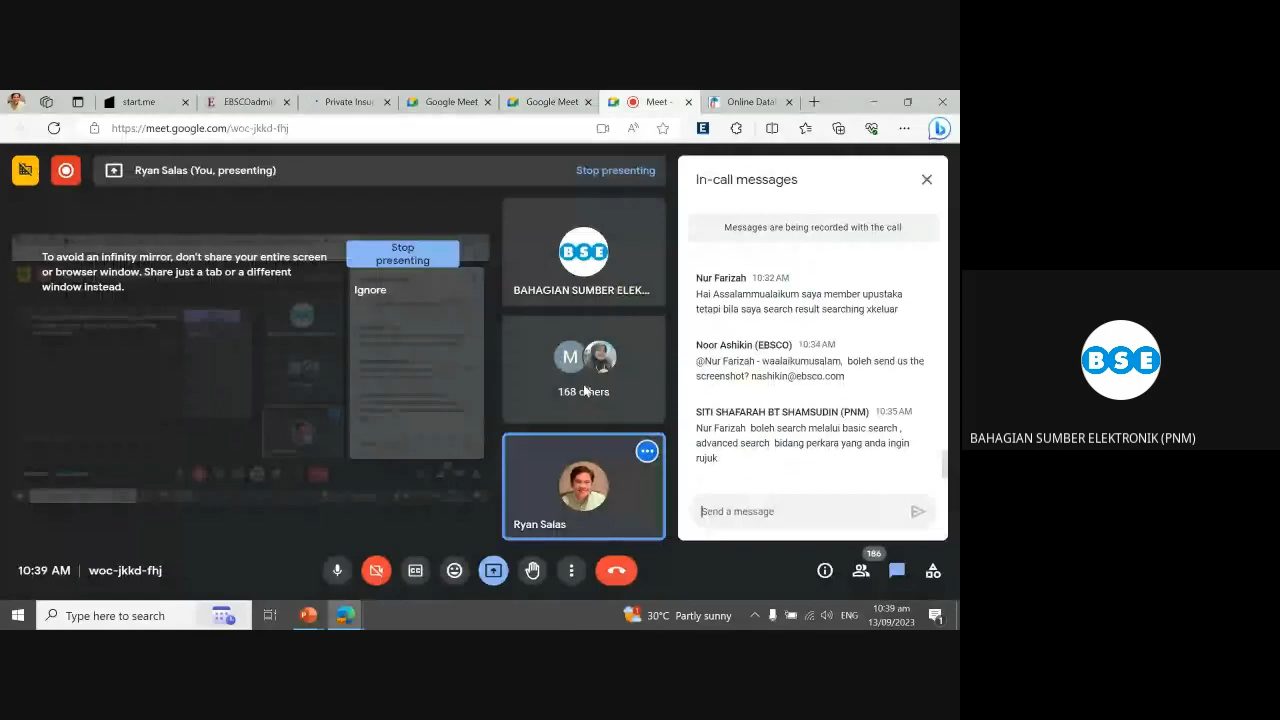 start.me
EBSCOadmi
Private Insu
Google Meet
Google Meet
Meet -
Online Data
https://meet.google.com/woc-jkkd-fhj
Ryan Salas (You, presenting)
Stop presenting
To avoid an infinity mirror, don't share your entire screen
or browser window. Share just a tab or a different
window instead.
Stop
presenting
Ignore
BSE
BAHAGIAN SUMBER ELEK...
M
168 others
Ryan Salas
In-call messages
Messages are being recorded with the call
Nur Farizah 10:32 AM
Hai Assalammualaikum saya member upustaka
tetapi bila saya search result searching xkeluar
Noor Ashikin (EBSCO) 10:34 AM
@Nur Farizah - waalaikumusalam, boleh send us the
screenshot? nashikin@ebsco.com
SITI SHAFARAH BT SHAMSUDIN (PNM) 10:35 AM
Nur Farizah boleh search melalui basic search ,
advanced search bidang perkara yang anda ingin
rujuk
Send a message
10:39 AM | woc-jkkd-fhj
186
Type here to search
30°C Partly sunny
ENG
10:39 am
13/09/2023
BSE
BAHAGIAN SUMBER ELEKTRONIK (PNM)